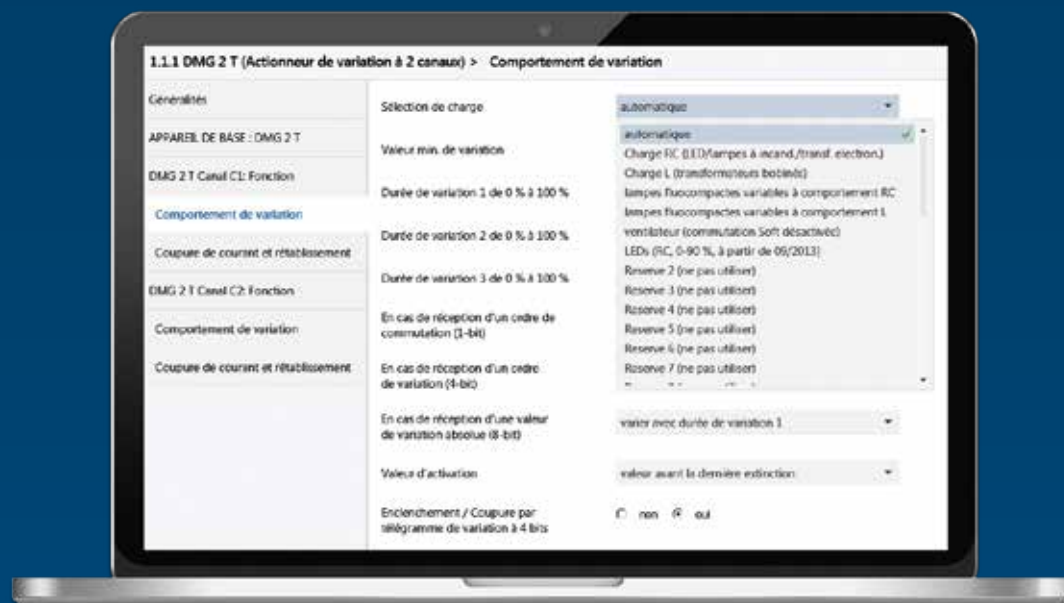 1.1.1 DMG 2 T (Actionneur de variation à 2 canaux) > Comportement de variation
Généralités
APPAREIL DE BASE : DMG 2 T
DMG 2 T Canal C1: Fonction
Comportement de variation
Coupure de courant et rétablissement
DMG 2 T Canal C2: Fonction
Comportement de variation
Coupure de courant et rétablissement
Sélection de charge
automatique
automatique
Charge RC (LED/lampes à incand./transf. électron.)
Charge L (transformateurs bobinés)
lampes fluocompactes variables à comportement RC
lampes fluocompactes variables à comportement L
ventilateur (commutation Soft désactivée)
LEDs (RC, 0-90 %, à partir de 09/2013)
Reserve 2 (ne pas utiliser)
Reserve 3 (ne pas utiliser)
Reserve 4 (ne pas utiliser)
Reserve 5 (ne pas utiliser)
Reserve 6 (ne pas utiliser)
Reserve 7 (ne pas utiliser)
Valeur min. de variation
Durée de variation 1 de 0 % à 100 %
Durée de variation 2 de 0 % à 100 %
Durée de variation 3 de 0 % à 100 %
En cas de réception d'un ordre de
commutation (1-bit)
En cas de réception d'un ordre
de variation (4-bit)
En cas de réception d'une valeur
de variation absolue (8-bit)
varier avec durée de variation 1
Valeur d'activation
valeur avant la dernière extinction
Enclenchement / Coupure par
télégramme de variation à 4 bits
non oui